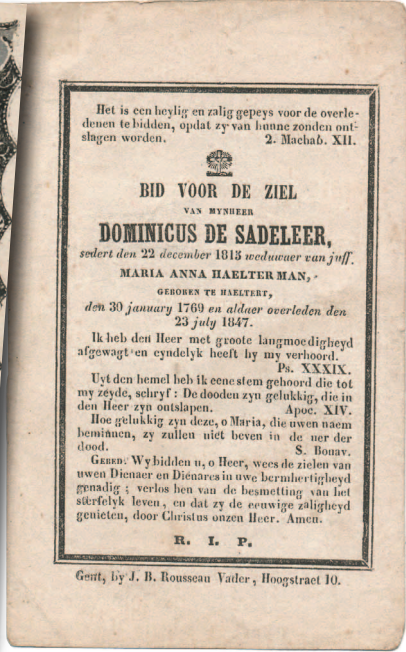 Het is een heylig en zalig gepeys voor de overle-
denen te bidden, opdat zy van hunne zonden ont-
slagen worden. 2. Machab. XII.
BID VOOR DE ZIEL
VAN MYNHEER
DOMINICUS DE SADELEER,
sedert den 22 december 1815 weduwaer van juff.
MARIA ANNA HAELTERMAN,
GEBOREN TE HAELTERT,
den 30 january 1769 en aldaer overleden den
23 july 1847.
Ik heb den Heer met groote langmoedigheyd
afgewagt en eyndelyk heeft hy my verhoord.
Ps. XXXIX.
Uyt den hemel heb ik eene stem gehoord die tot
my zeyde, schryf: De dooden zyn gelukkig, die in
den Heer zyn ontslapen. Apoc. XIV.
Hoe gelukkig zyn deze, o Maria, die uwen naem
beminnen, zy zullen niet beven in de uer der
dood. S. Bonav.
GEBED. Wy bidden u, o Heer, wees de zielen van
uwen Dienaer en Dienares in uwe bermhertigheyd
genadig; verlos hen van de besmetting van het
sterfelyk leven, en dat zy de eeuwige zaligheyd
genieten, door Christus onzen Heer. Amen.
R. I. P.
Gent, by J. B. Rousseau Vader, Hoogstraet 10.